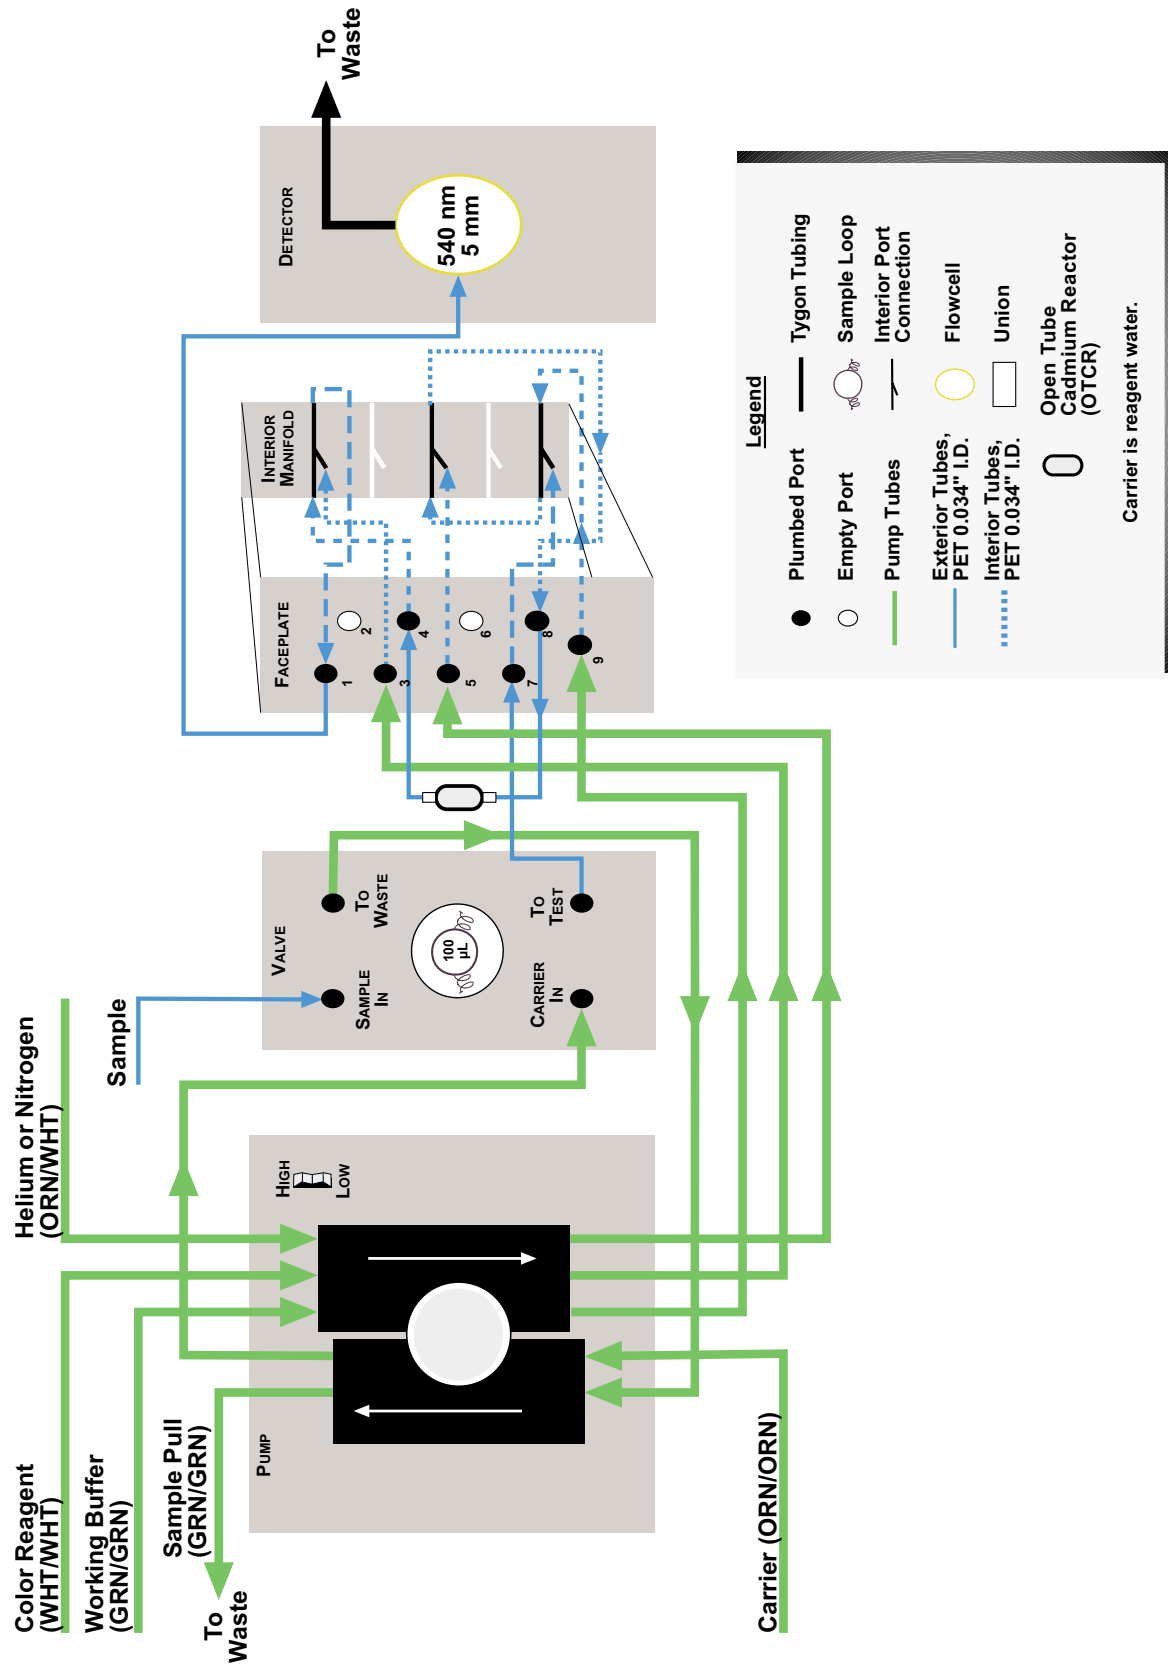 Color Reagent
(WHT/WHT)
Working Buffer
(GRN/GRN)
Helium or Nitrogen
(ORN/WHT)
To
Waste
Sample Pull
(GRN/GRN)
Sample
Carrier (ORN/ORN)
PUMP
HIGH
LOW
VALVE
SAMPLE
IN
TO
WASTE
100
µL
CARRIER
IN
TO
TEST
FACEPLATE
1
2
3
4
5
6
7
8
9
INTERIOR
MANIFOLD
DETECTOR
540 nm
5 mm
To
Waste
Legend
Plumbed Port
Empty Port
Pump Tubes
Exterior Tubes,
PET 0.034" I.D.
Interior Tubes,
PET 0.034" I.D.
Tygon Tubing
Sample Loop
Interior Port
Connection
Flowcell
Union
Open Tube
Cadmium Reactor
(OTCR)
Carrier is reagent water.